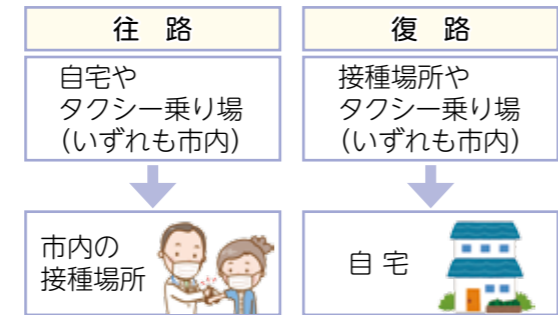 往 路
自宅や
タクシー乗り場
(いずれも市内)
市内の
接種場所
復 路
接種場所や
タクシー乗り場
(いずれも市内)
自 宅